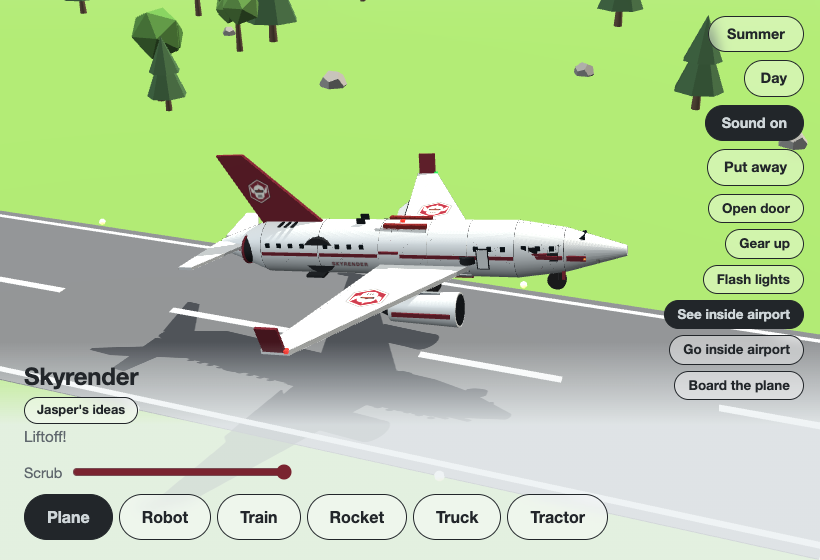 Summer
Day
Sound on
Put away
Open door
Gear up
Flash lights
See inside airport
Go inside airport
Board the plane
SKYRENDER
Skyrender
Jasper's ideas
Liftoff!
Scrub
Plane
Robot
Train
Rocket
Truck
Tractor